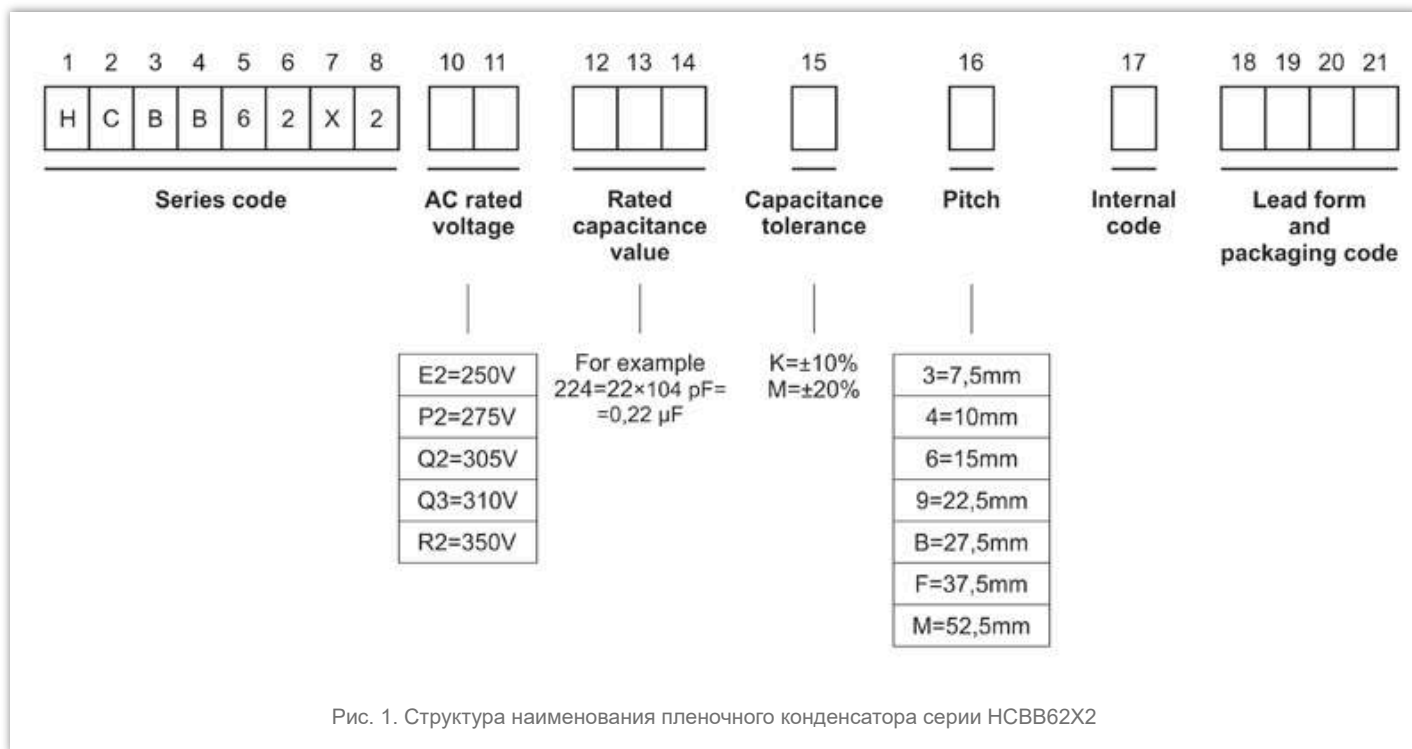 1 2 3 4 5 6 7 8 10 11 12 13 14 15 16 17 18 19 20 21
H C B B 6 2 X 2
Series code
AC rated
voltage
Rated
capacitance
value
Capacitance
tolerance
Pitch
Internal
code
Lead form
and
packaging code
E2=250V
P2=275V
Q2=305V
Q3=310V
R2=350V
For example
224=22×104 pF=
=0,22 µF
K=±10%
M=±20%
3=7,5mm
4=10mm
6=15mm
9=22,5mm
B=27,5mm
F=37,5mm
M=52,5mm
Рис. 1. Структура наименования пленочного конденсатора серии HCBB62X2